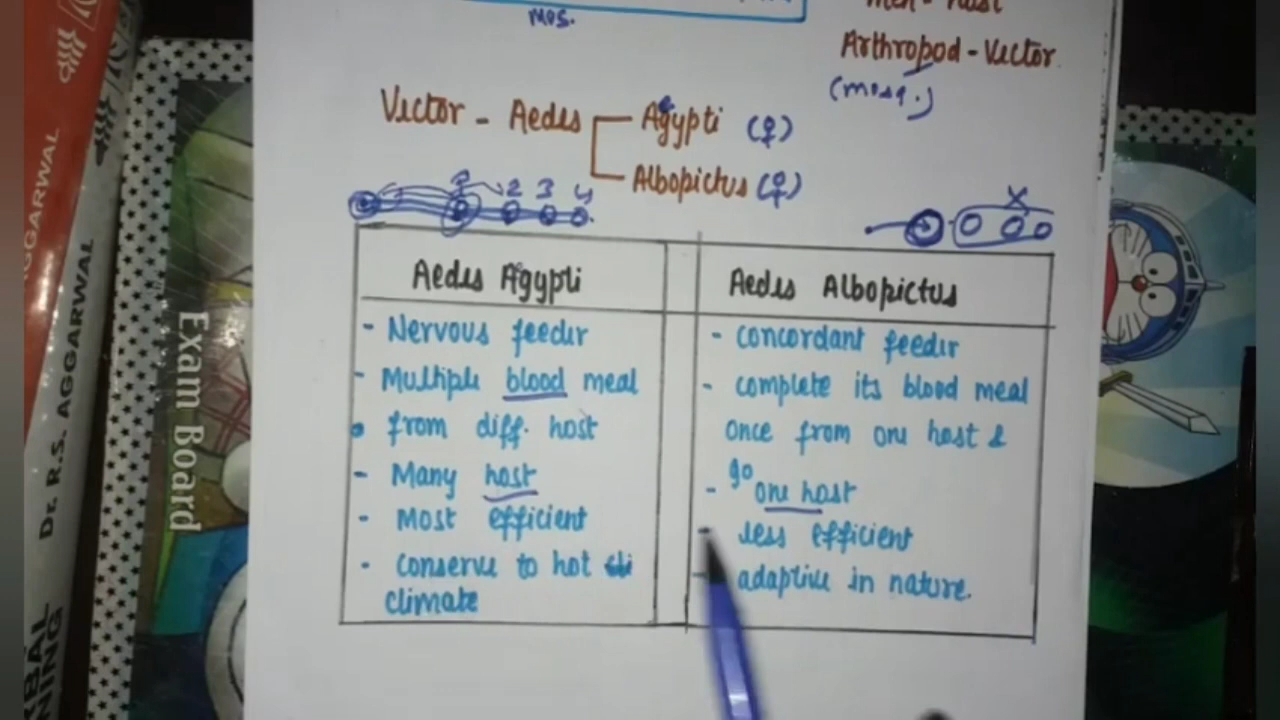 mos.
Arthropod - Vector
(mosq.)
Vector - Aedes
Agypti (♀)
Albopictus (♀)
2 3 4
x
Aedes Agypti
- Nervous feeder
- Multiple blood meal
from diff. host
- Many host
- Most efficient
- conserve to hot
climate
Aedes Albopictus
- concordant feeder
- complete its blood meal
once from one host &
go
- one host
- less efficient
- adaptive in nature.
AGGARWAL
Dr. R.S. AGGARWAL
Exam Board